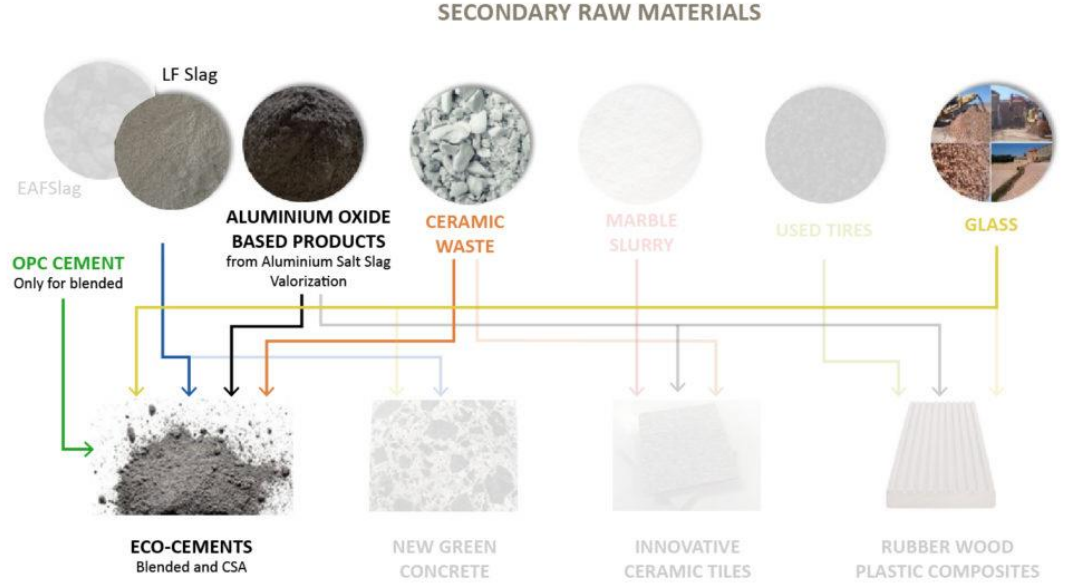 SECONDARY RAW MATERIALS
LF Slag
EAFSlag
ALUMINIUM OXIDE
BASED PRODUCTS
from Aluminium Salt Slag
Valorization
CERAMIC
WASTE
MARBLE
SLURRY
USED TIRES
GLASS
OPC CEMENT
Only for blended
ECO-CEMENTS
Blended and CSA
NEW GREEN
CONCRETE
INNOVATIVE
CERAMIC TILES
RUBBER WOOD
PLASTIC COMPOSITES